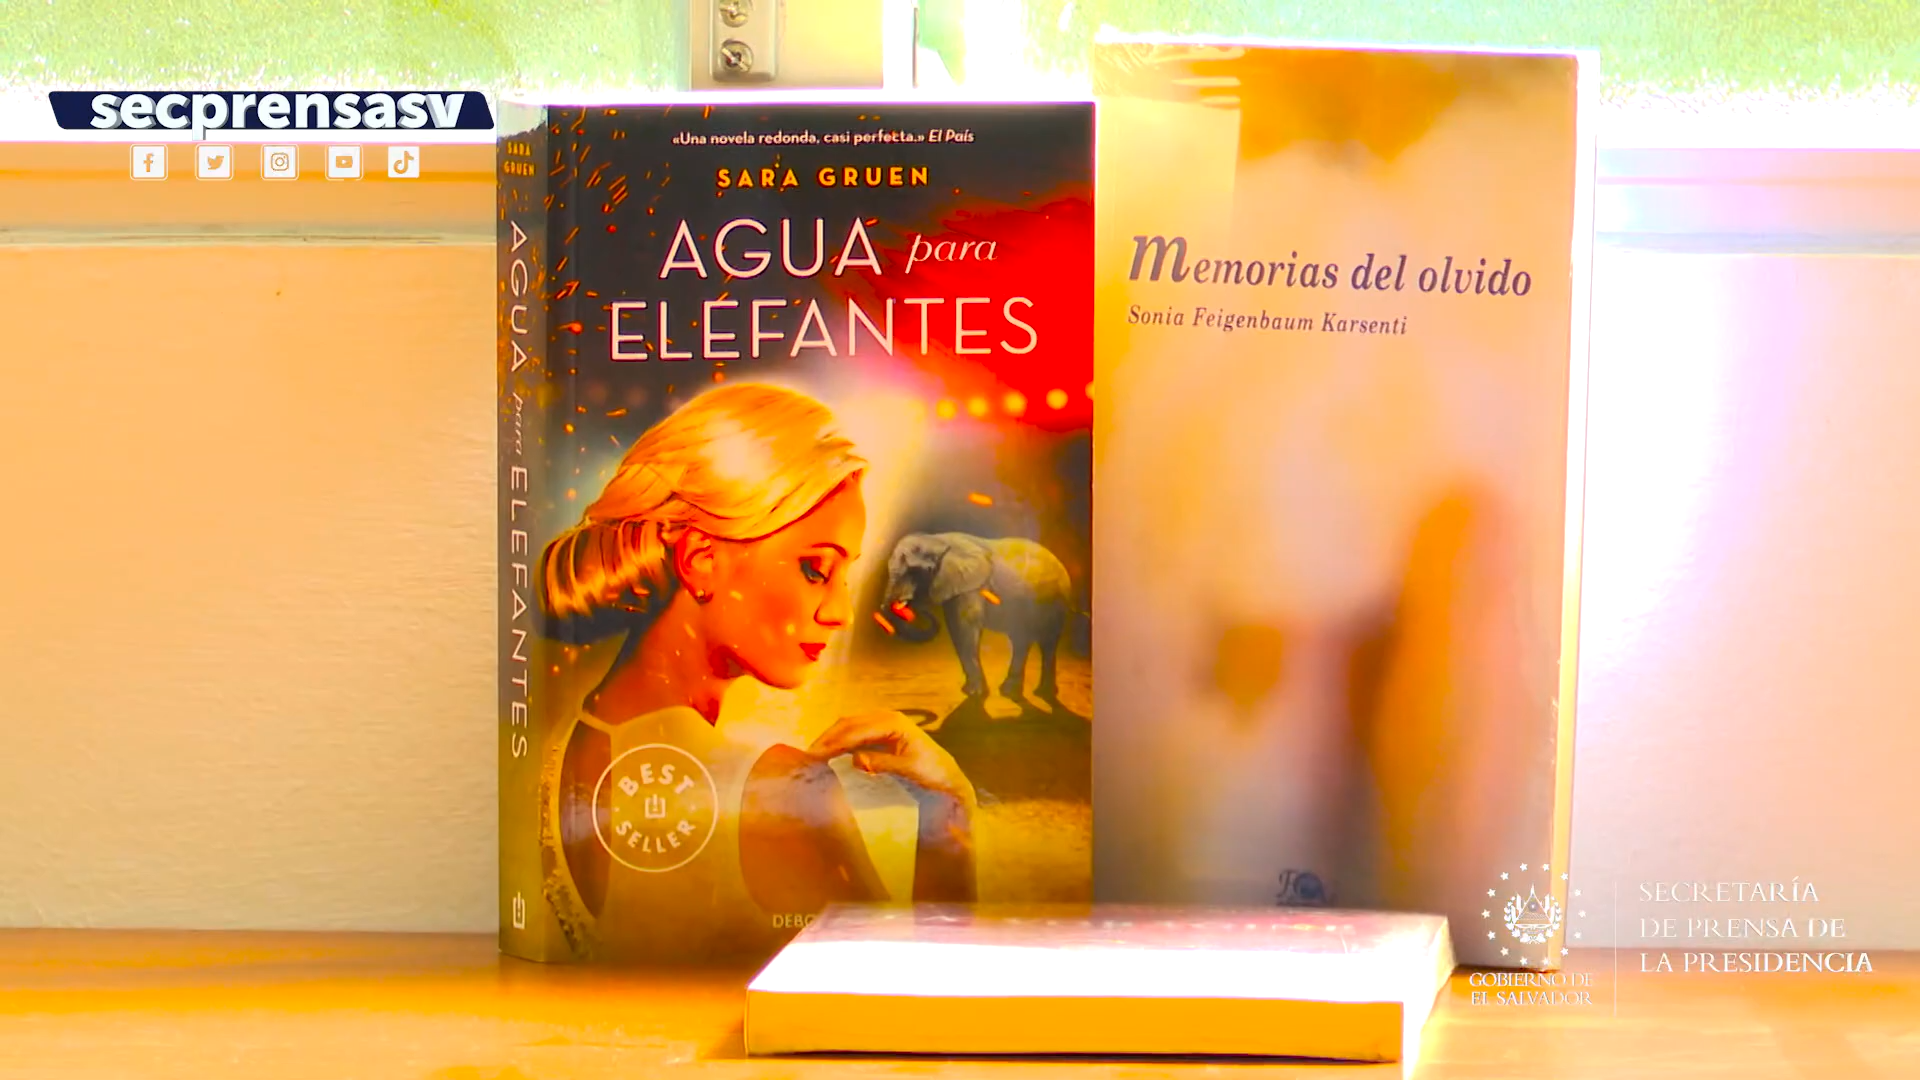 secprensasv
SARA
GRUEN
AGUA para ELEFANTES
«Una novela redonda, casi perfecta.» El País
SARA GRUEN
AGUA para
ELEFANTES
BEST
SELLER
Memorias del olvido
Sonia Feigenbaum Karsenti
GOBIERNO DE
EL SALVADOR
SECRETARÍA
DE PRENSA DE
LA PRESIDENCIA